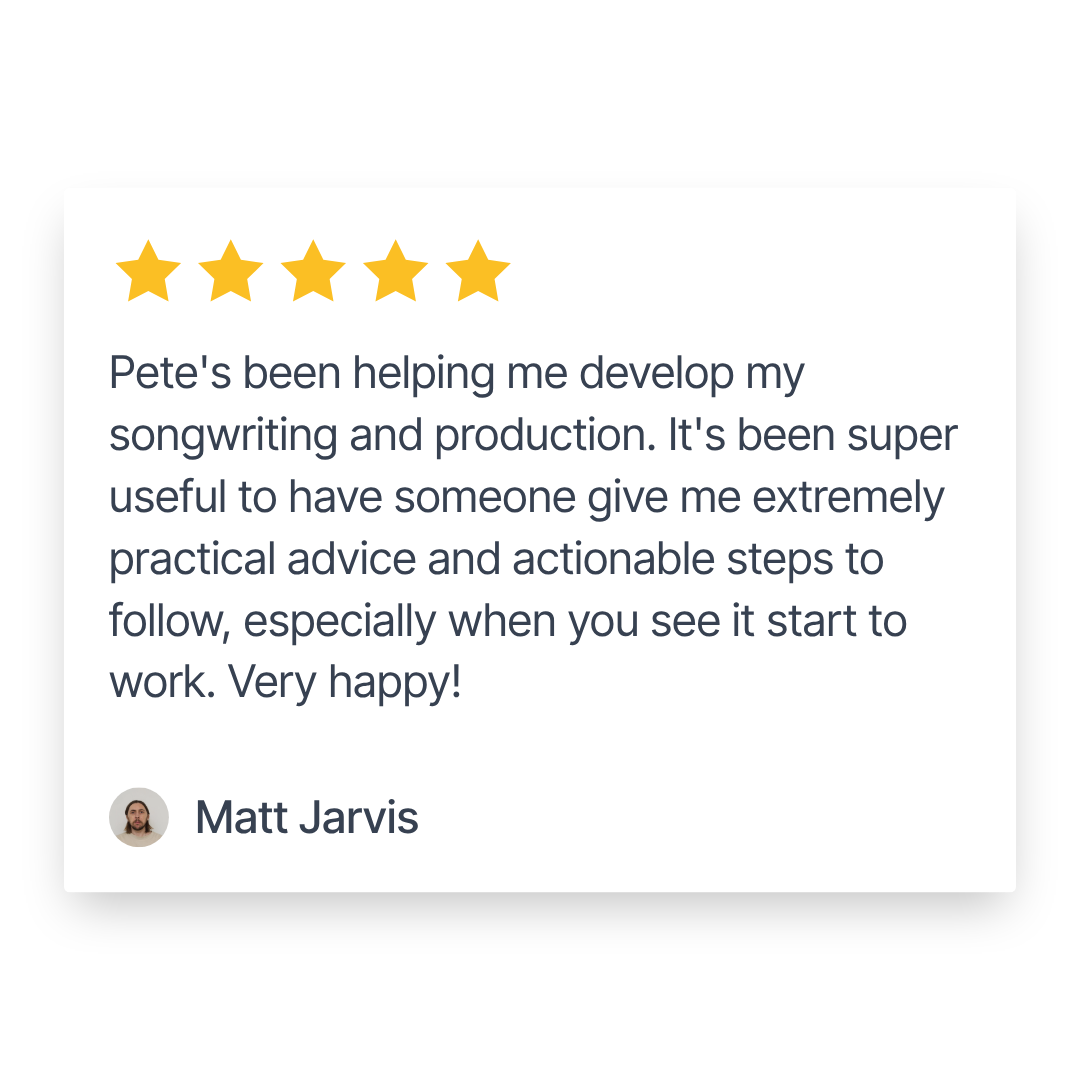 Pete's been helping me develop my
songwriting and production. It's been super
useful to have someone give me extremely
practical advice and actionable steps to
follow, especially when you see it start to
work. Very happy!
Matt Jarvis